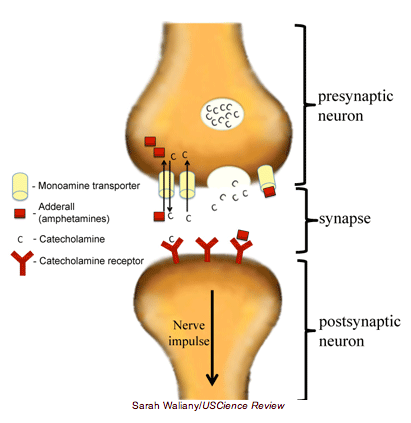 presynaptic
neuron
- Monoamine transporter
- Adderall
(amphetamines)
c - Catecholamine
- Catecholamine receptor
C C C C
C C C
C C C
C C
C
C
C
C
C
C
C
C
synapse
Nerve
impulse
postsynaptic
neuron
Sarah Waliany/USCience Review